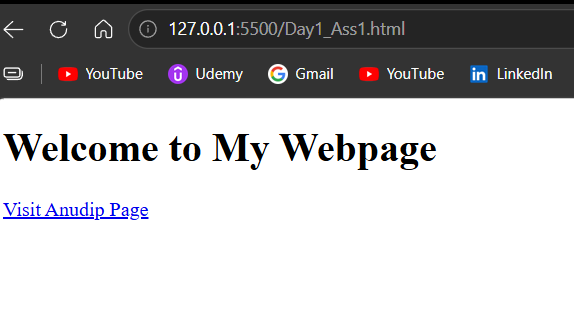 127.0.0.1:5500/Day1_Ass1.html
YouTube Udemy Gmail YouTube LinkedIn
Welcome to My Webpage
Visit Anudip Page